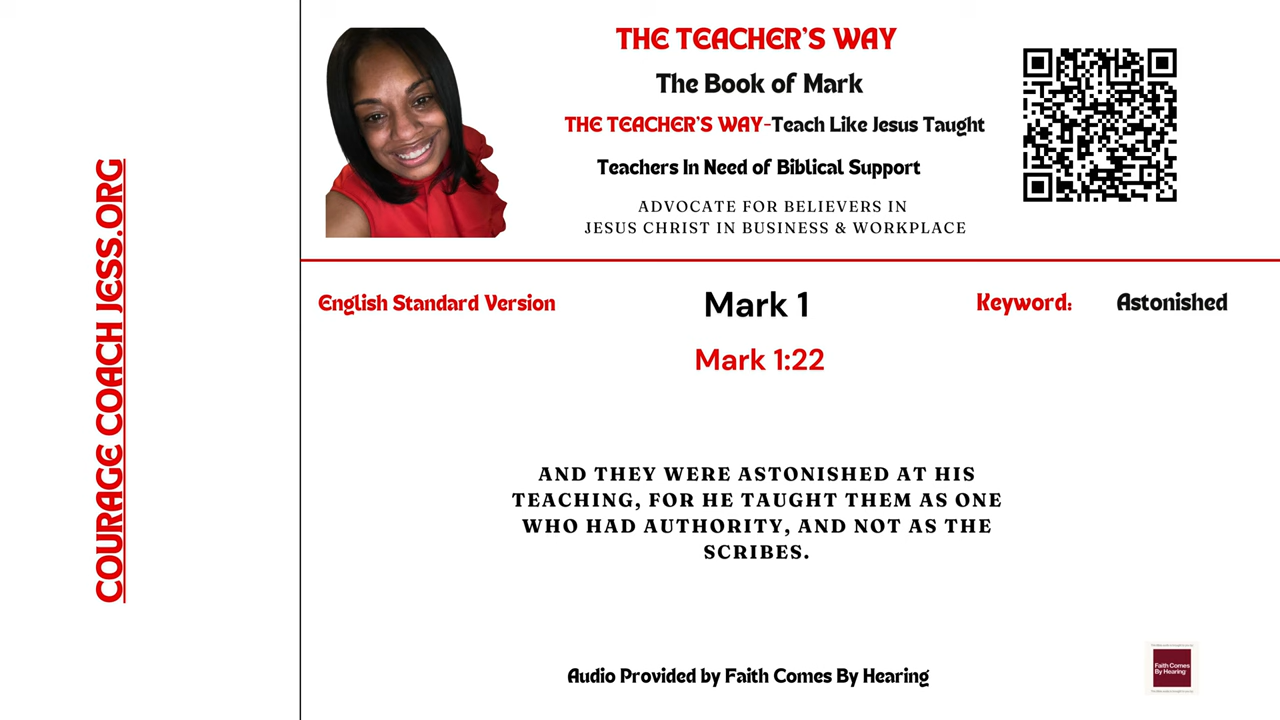 COURAGE COACH JESS.ORG
THE TEACHER'S WAY
The Book of Mark
THE TEACHER'S WAY-Teach Like Jesus Taught
Teachers In Need of Biblical Support
ADVOCATE FOR BELIEVERS IN
JESUS CHRIST IN BUSINESS & WORKPLACE
English Standard Version
Mark 1
Keyword:
Astonished
Mark 1:22
AND THEY WERE ASTONISHED AT HIS
TEACHING, FOR HE TAUGHT THEM AS ONE
WHO HAD AUTHORITY, AND NOT AS THE
SCRIBES.
Audio Provided by Faith Comes By Hearing
Faith Comes
By Hearing